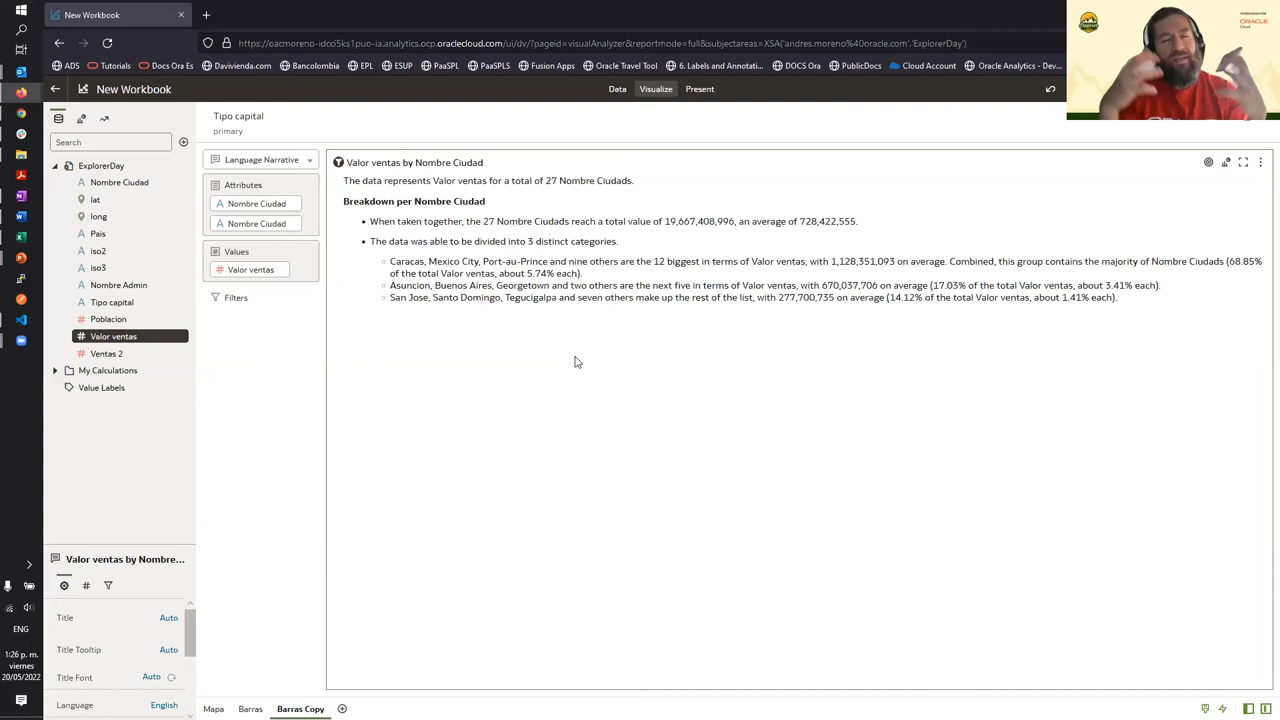 New Workbook
https://oacmoreno-idcci5ks1puo-ia.analytics.ocp.oraclecloud.com/ui/dv/?pageid=visualAnalyzer&reportmode=full&subjectareas=XSA('andres.moreno%40oracle.com'.'ExplorerDay')
ADS
Tutorials
Docs Ora Es
Davivienda.com
Bancolombia
EPL
ESUP
PaaSPL
PaaSSPL
Fusion Apps
Oracle Travel Tool
6. Labels and Annotati...
DOCS OU
PublicDocs
Cloud Account
Oracle Analytics - Dev...
New Workbook
Data
Visualize
Present
Search
ExplorerDay
Nombre Ciudad
lat
long
Pais
iso2
iso3
Nombre Admin
Tipo capital
Poblacion
Valor ventas
Ventas 2
My Calculations
Value Labels
Valor ventas by Nombre...
Title
Auto
Title Tooltip
Auto
Title Font
Auto
Language
English
Tipo capital
primary
Language Narrative
Attributes
Nombre Ciudad
Nombre Ciudad
Values
Valor ventas
Filters
Valor ventas by Nombre Ciudad
The data represents Valor ventas for a total of 27 Nombre Ciudads.
Breakdown per Nombre Ciudad
When taken together, the 27 Nombre Ciudads reach a total value of 19,667,408,996, an average of 728,422,555.
The data was able to be divided into 3 distinct categories.
Caracas, Mexico City, Port-au-Prince and nine others are the 12 biggest in terms of Valor ventas, with 1,128,351,093 on average. Combined, this group contains the majority of Nombre Ciudads (68.85%
of the total Valor ventas, about 5.74% each).
Asuncion, Buenos Aires, Georgetown and two others are the next five in terms of Valor ventas, with 670,037,706 on average (17.03% of the total Valor ventas, about 3.41% each).
San Jose, Santo Domingo, Tegucigalpa and seven others make up the rest of the list, with 277,700,735 on average (14.12% of the total Valor ventas, about 1.41% each).
Mapa
Barras
Barras Copy
ENG
1:26 p. m.
viernes
20/05/2022
ORACLE
Cloud